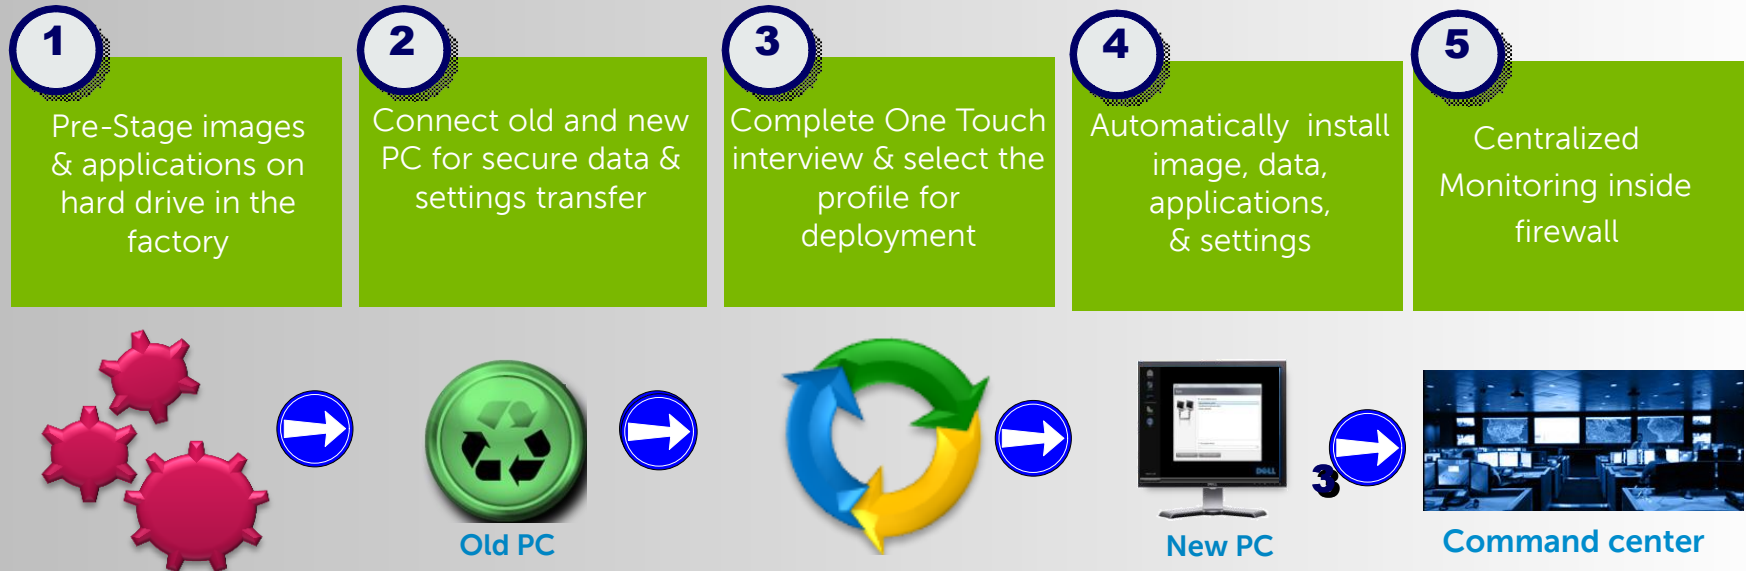 1
Pre-Stage images
& applications on
hard drive in the
factory
2
Connect old and new
PC for secure data &
settings transfer
3
Complete One Touch
interview & select the
profile for
deployment
4
Automatically install
image, data,
applications,
& settings
5
Centralized
Monitoring inside
firewall
Old PC
DELL
New PC
3
Command center